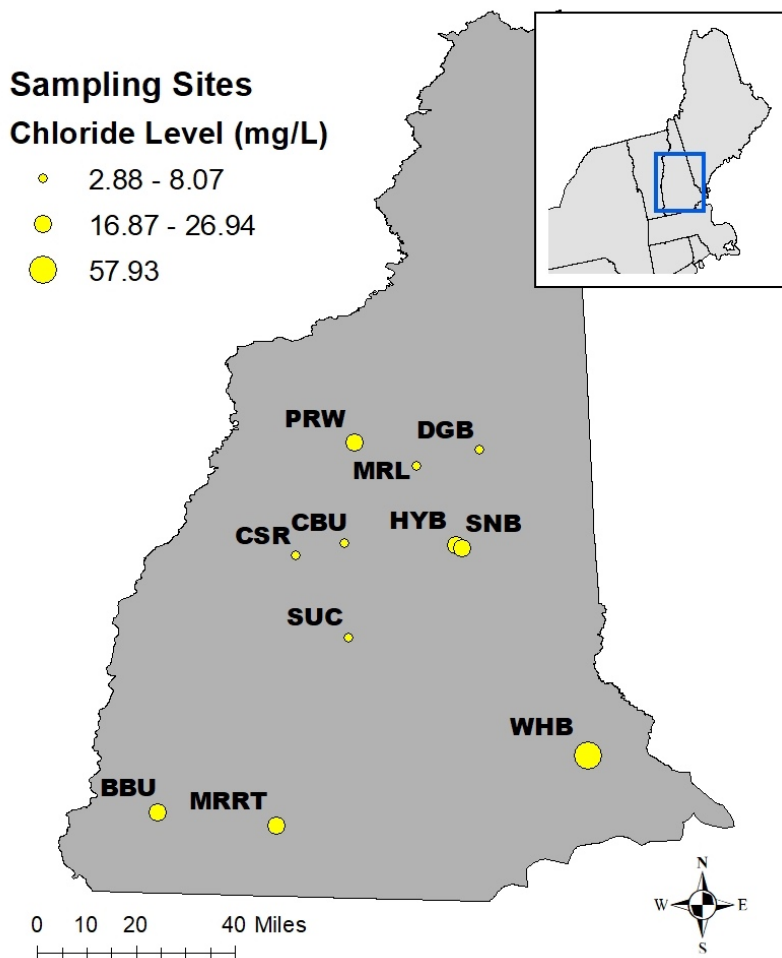 Sampling Sites
Chloride Level (mg/L)
2.88 - 8.07
16.87 - 26.94
57.93
PRW
DGB
MRL
HYB
SNB
CBU
CSR
SUC
WHB
BBU
MRRT
N
W E
S
0 10 20 40 Miles